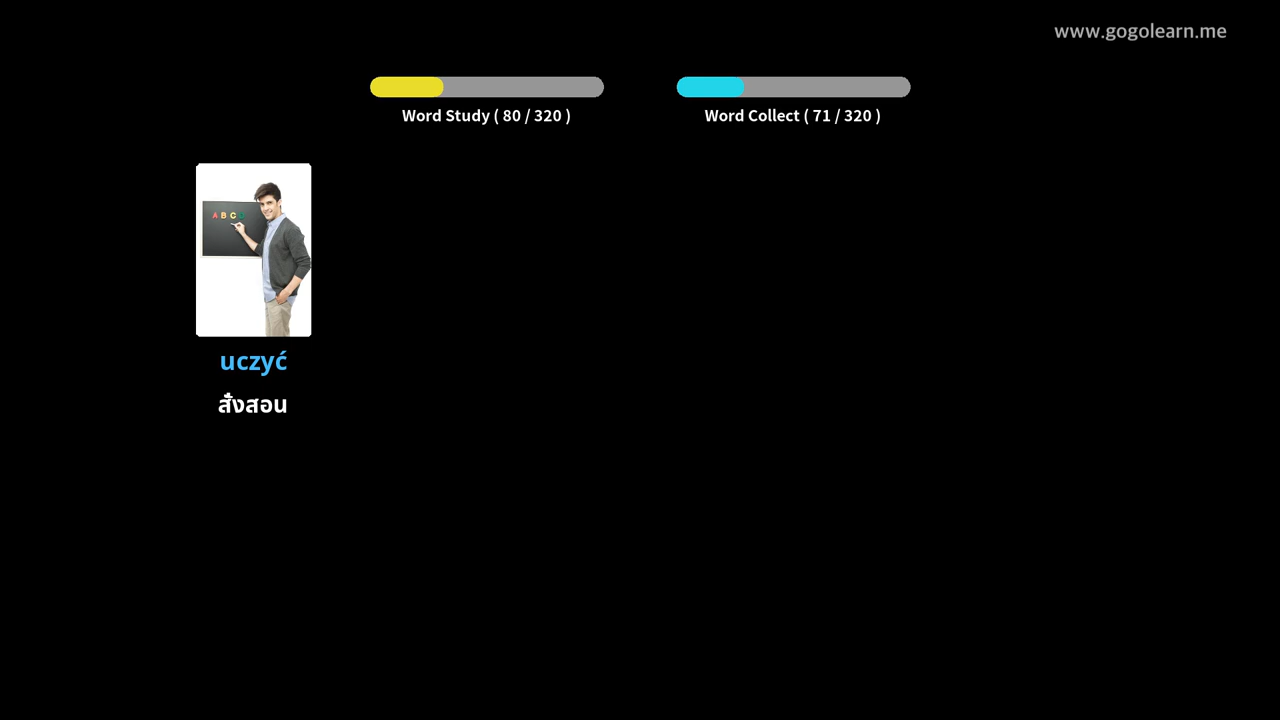 www.gogolearn.me
Word Study ( 80 / 320 )
Word Collect ( 71 / 320 )
A B C D
uczyć
สั่งสอน